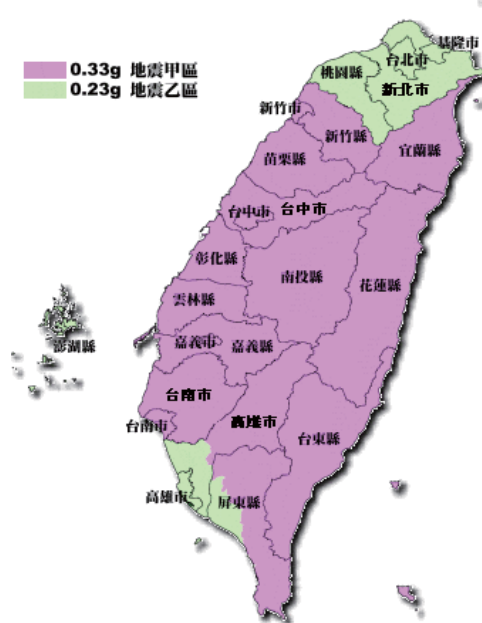 0.33g 地震甲區
0.23g 地震乙區
基隆市
台北市
桃園縣
新北市
新竹市
新竹縣
宜蘭縣
苗栗縣
台中市
台中市
彰化縣
南投縣
花蓮縣
雲林縣
澎湖縣
嘉義市
嘉義縣
台南市
台南市
高雄市
台東縣
高雄市
屏東縣